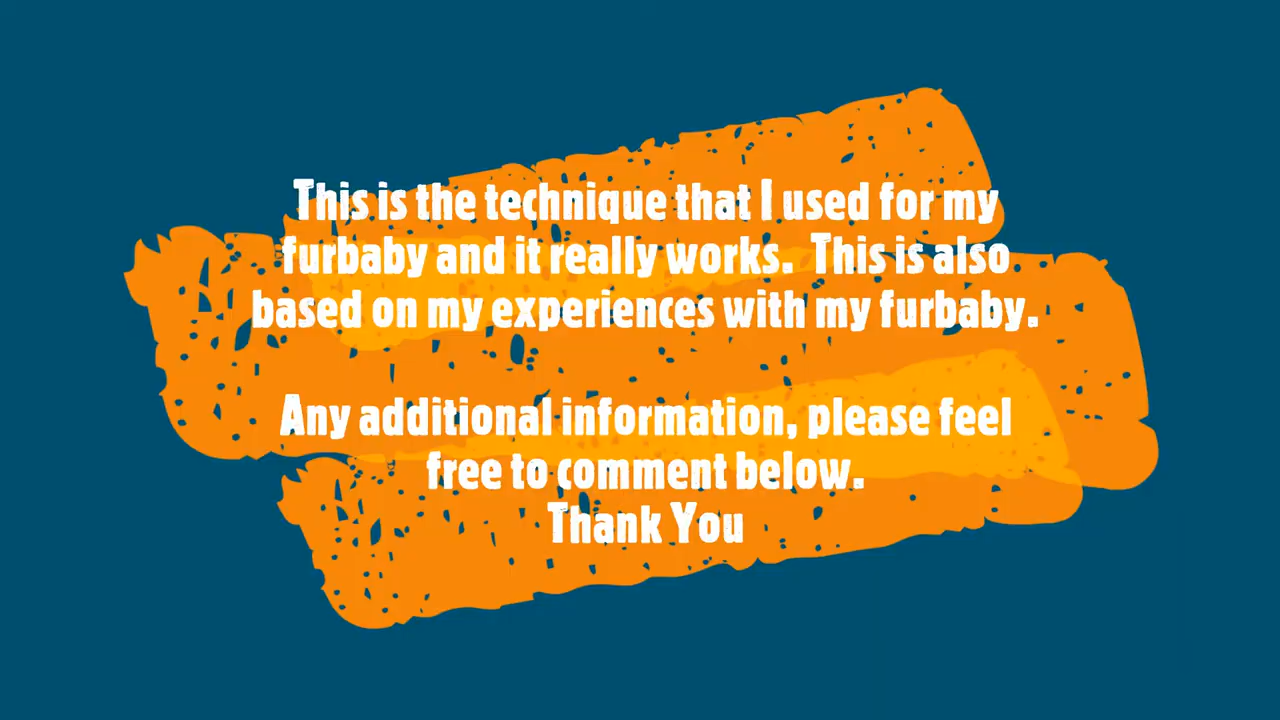 This is the technique that I used for my
furbaby and it really works.  This is also
based on my experiences with my furbaby.
Any additional information, please feel
free to comment below.
Thank You